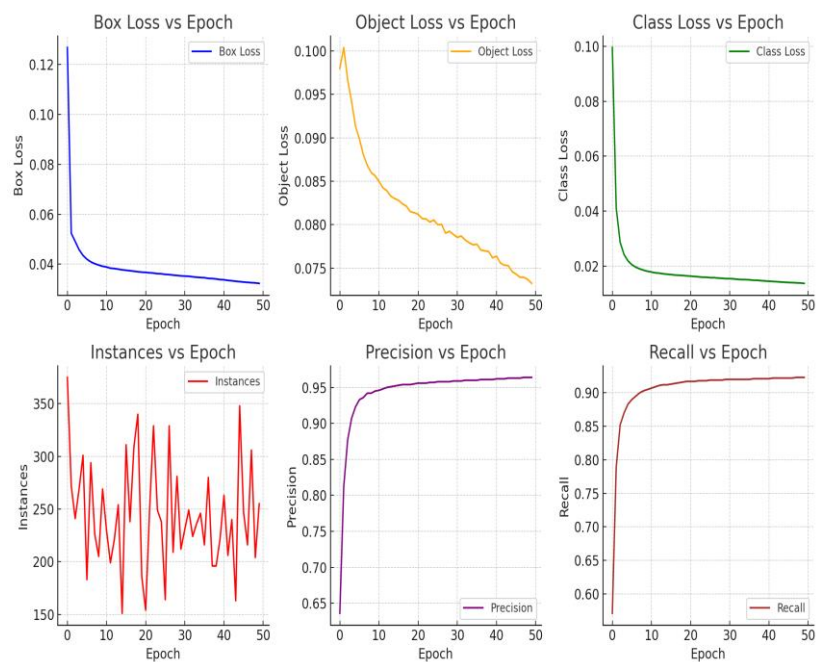 Box Loss vs Epoch
Box Loss
Box Loss
0.12
0.10
0.08
0.06
0.04
0 10 20 30 40 50
Epoch
Object Loss vs Epoch
Object Loss
Object Loss
0.100
0.095
0.090
0.085
0.080
0.075
0 10 20 30 40 50
Epoch
Class Loss vs Epoch
Class Loss
Class Loss
0.10
0.08
0.06
0.04
0.02
0 10 20 30 40 50
Epoch
Instances vs Epoch
Instances
Instances
350
300
250
200
150
0 10 20 30 40 50
Epoch
Precision vs Epoch
Precision
0.95
0.90
0.85
0.80
0.75
0.70
0.65
Precision
0 10 20 30 40 50
Epoch
Recall vs Epoch
Recall
0.90
0.85
0.80
0.75
0.70
0.65
0.60
Recall
0 10 20 30 40 50
Epoch